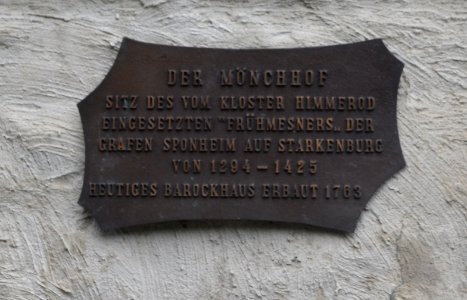 DER MÖNCHHOF
SITZ DES VOM KLOSTER HIMMEROD
EINGESETZTEN "FRÜHMESNERS„ DER
GRAFEN SPONHEIM AUF STARKENBURG
VON 1294-1425
HEUTIGES BAROCKHAUS ERBAUT 1763